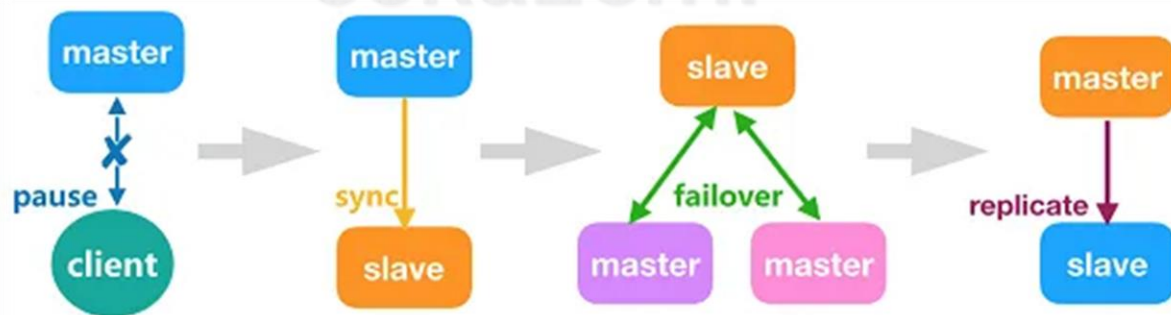 master
pause
client
master
sync
slave
slave
failover
master
master
master
replicate
slave